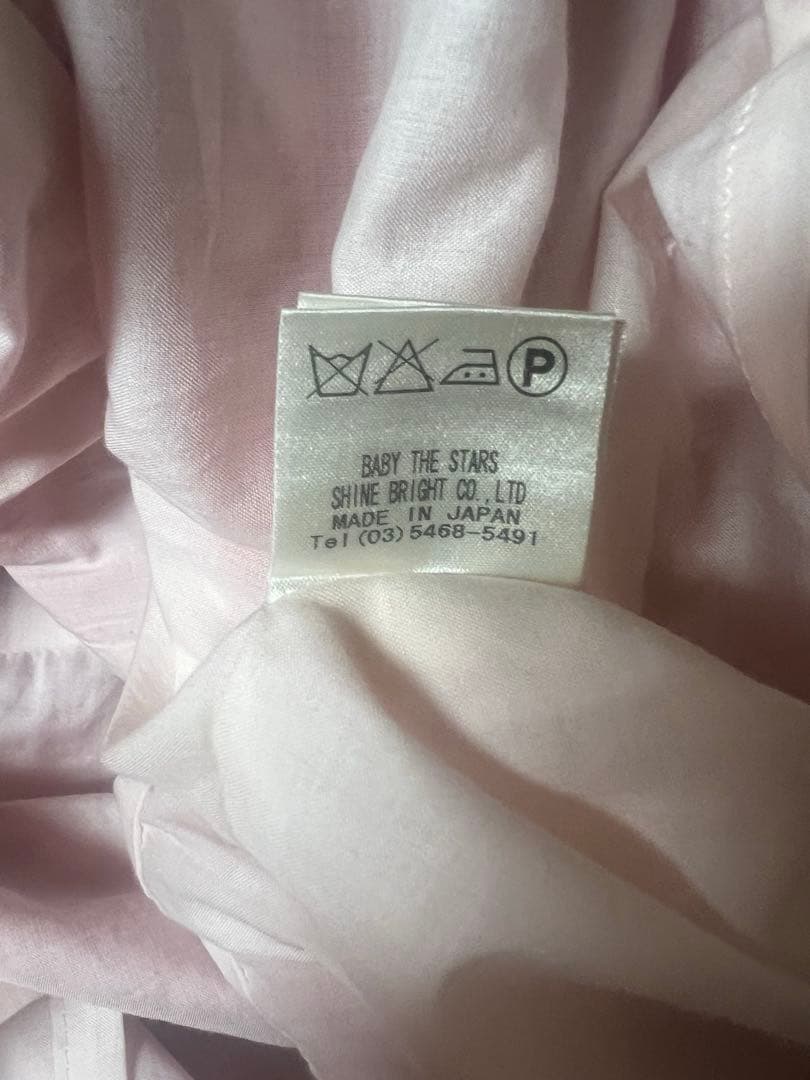 P
BABY THE STARS
SHINE BRIGHT CO.,LTD
MADE IN JAPAN
Tel(03)5468-5491